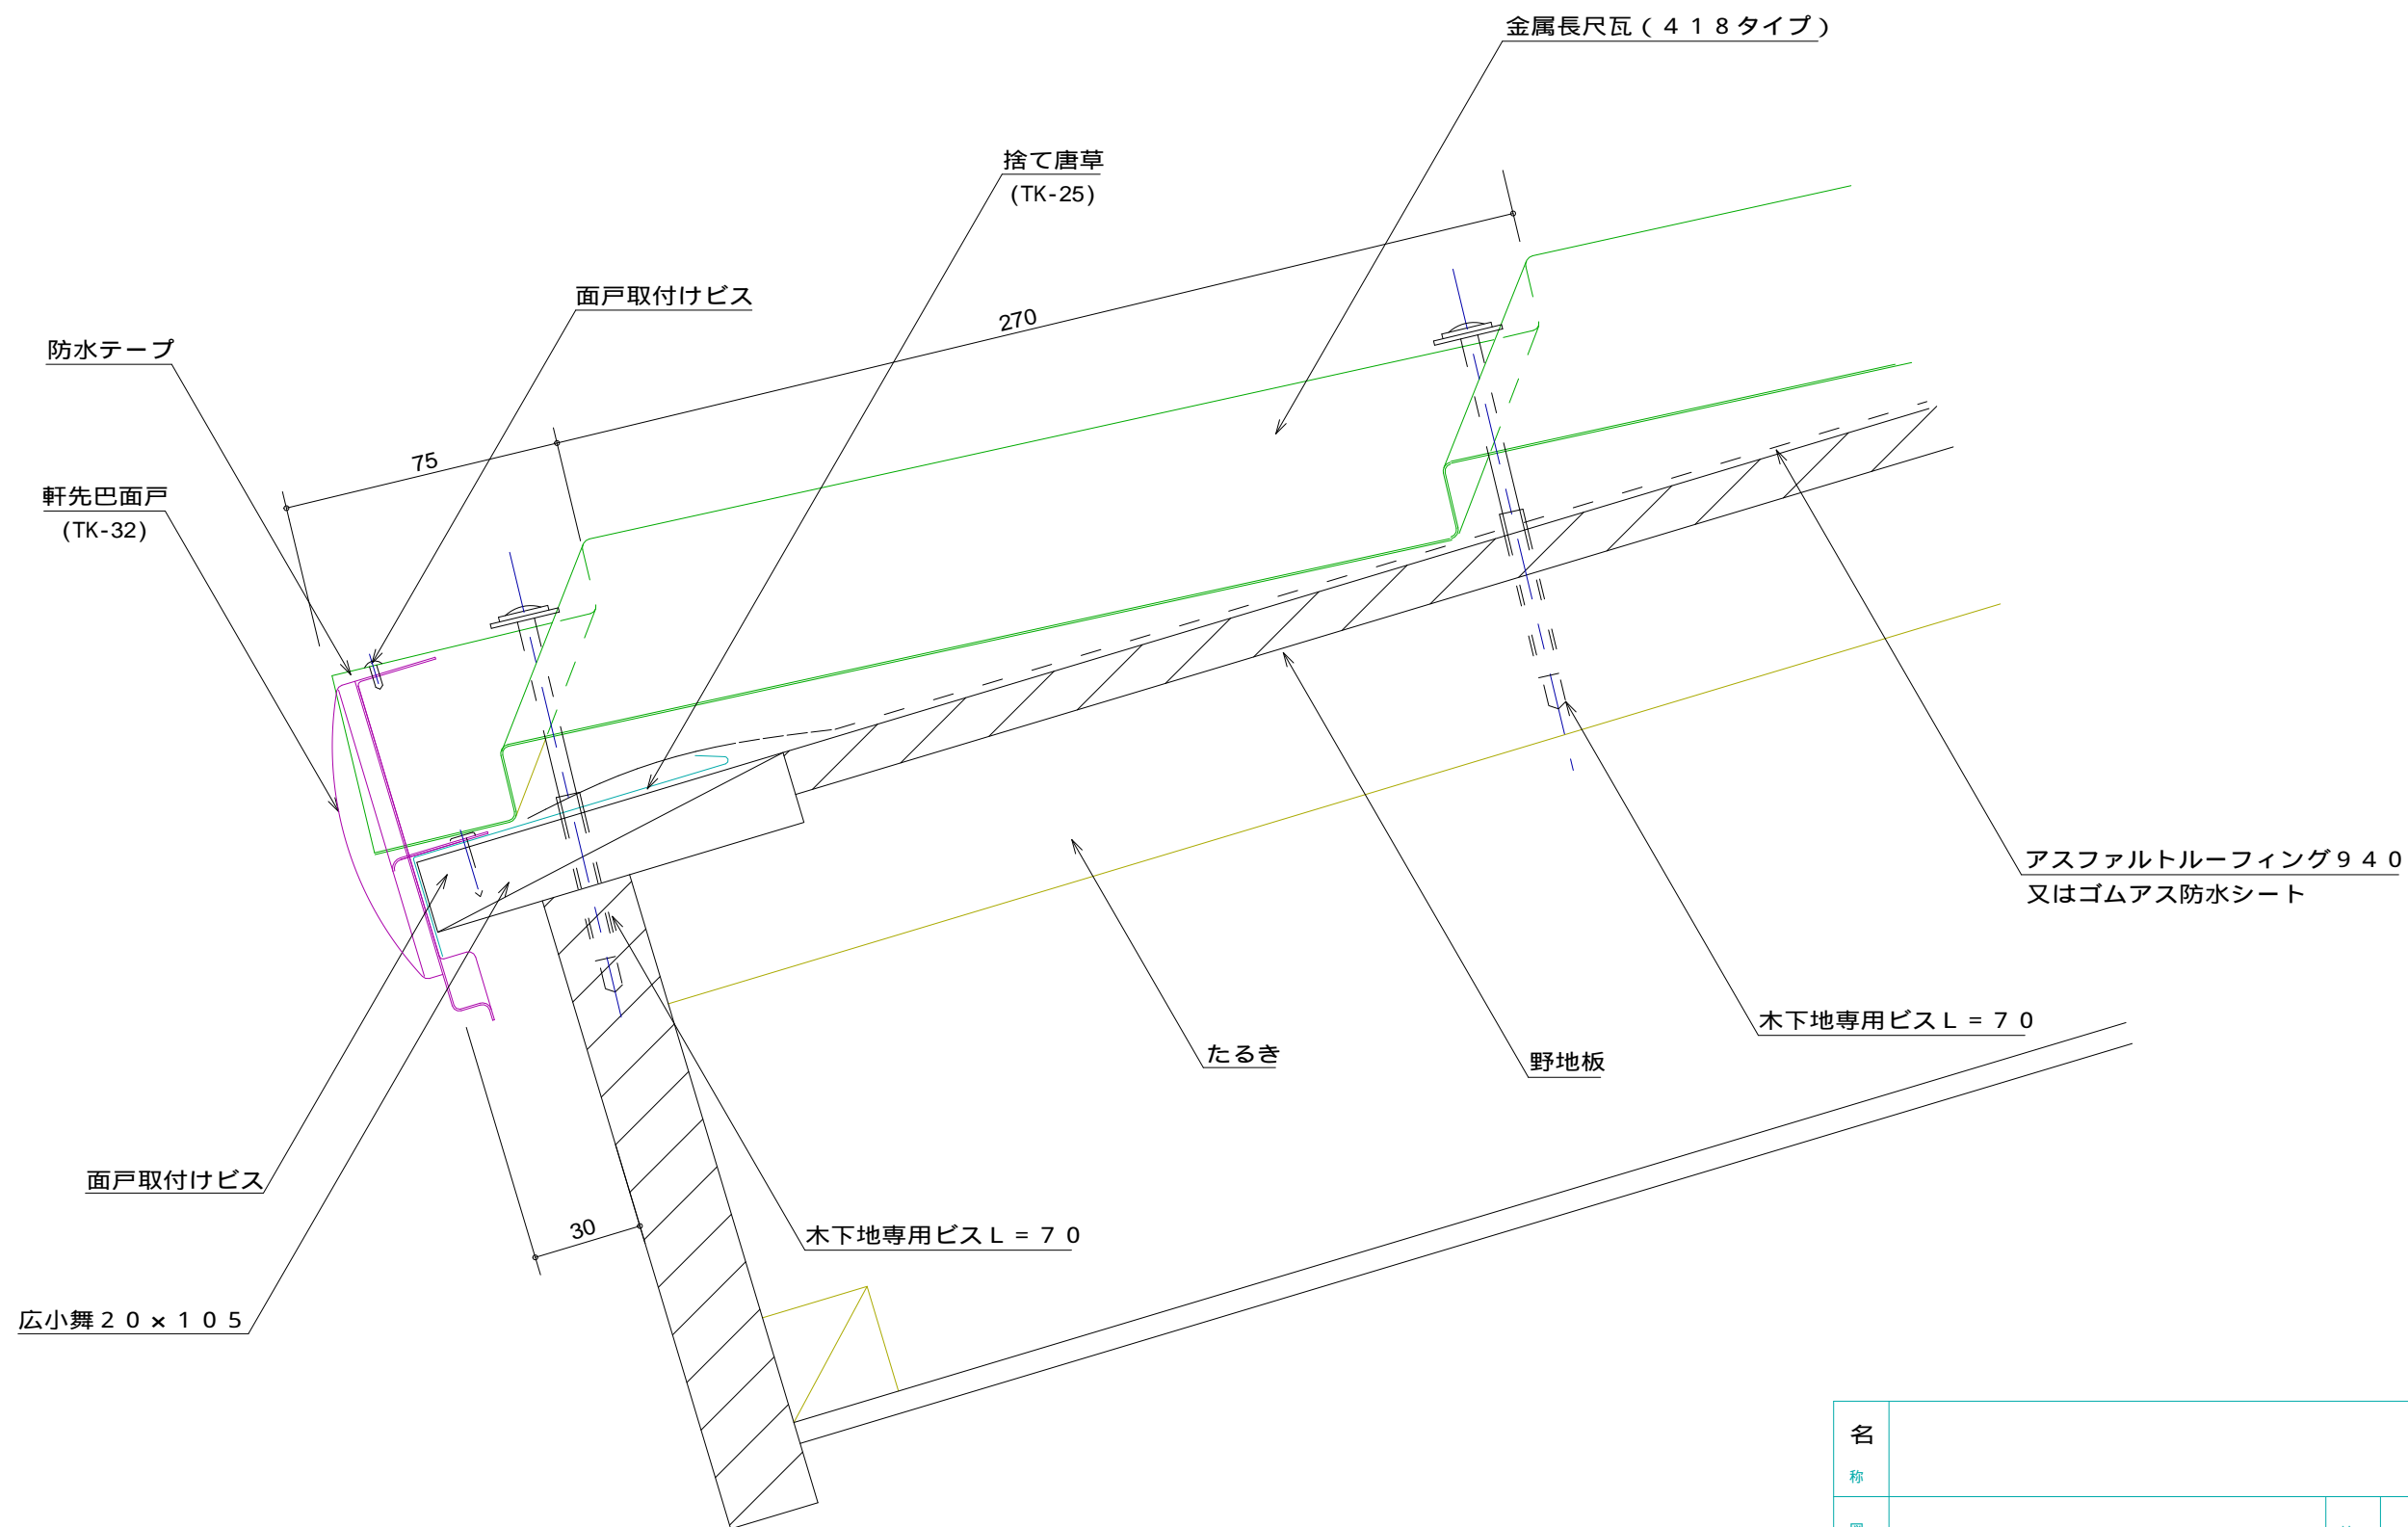 金属長尺瓦(418タイプ)
捨て唐草
(TK-25)
面戸取付けビス
防水テープ
270
75
軒先巴面戸
(TK-32)
アスファルトルーフィング940
又はゴムアス防水シート
木下地専用ビスL=70
たるき
野地板
面戸取付けビス
30
木下地専用ビスL=70
広小舞20×105
名
称